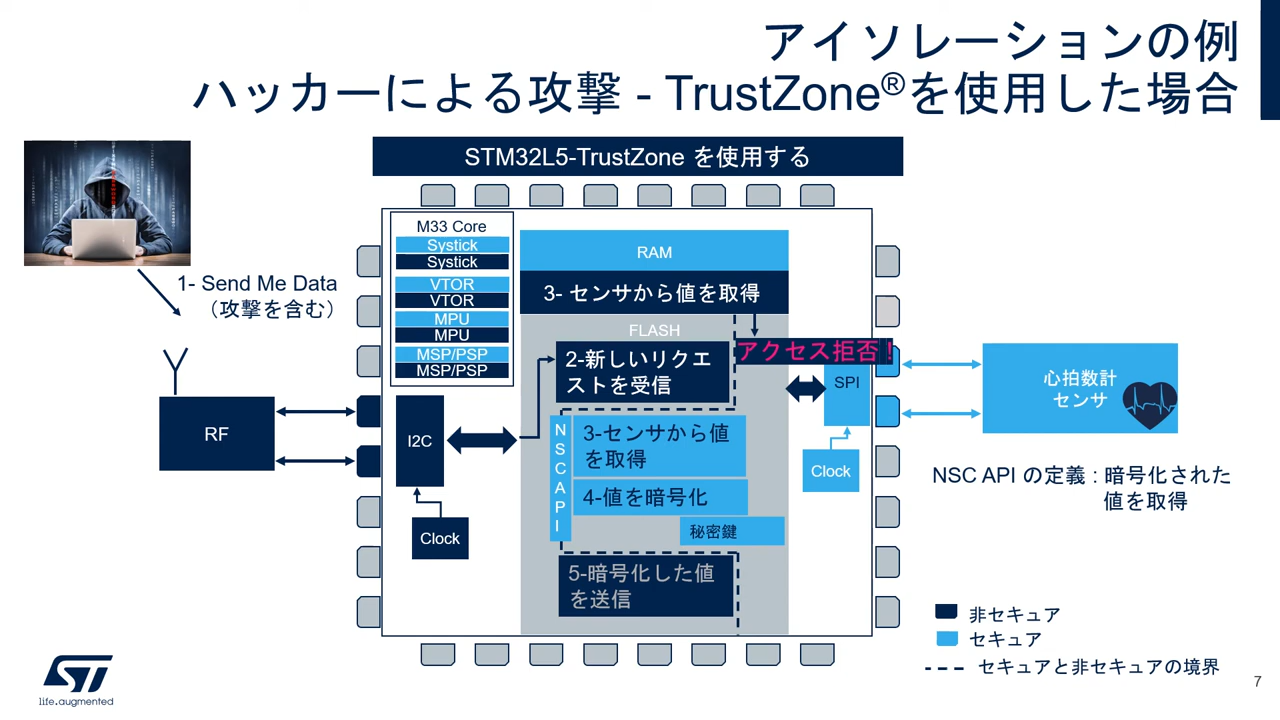 アイソレーションの例
ハッカーによる攻撃 - TrustZone®を使用した場合
STM32L5-TrustZone を使用する
1- Send Me Data
（攻撃を含む）
RF
M33 Core
Systick
Systick
VTOR
VTOR
MPU
MPU
MSP/PSP
MSP/PSP
I2C
Clock
RAM
3- センサから値を取得
FLASH
アクセス拒否！
2-新しいリクエ
ストを受信
NSCAPI
3-センサから値
を取得
4-値を暗号化
秘密鍵
5-暗号化した値
を送信
SPI
Clock
心拍数計
センサ
NSC API の定義 : 暗号化された
値を取得
非セキュア
セキュア
セキュアと非セキュアの境界
ST
life.augmented
7